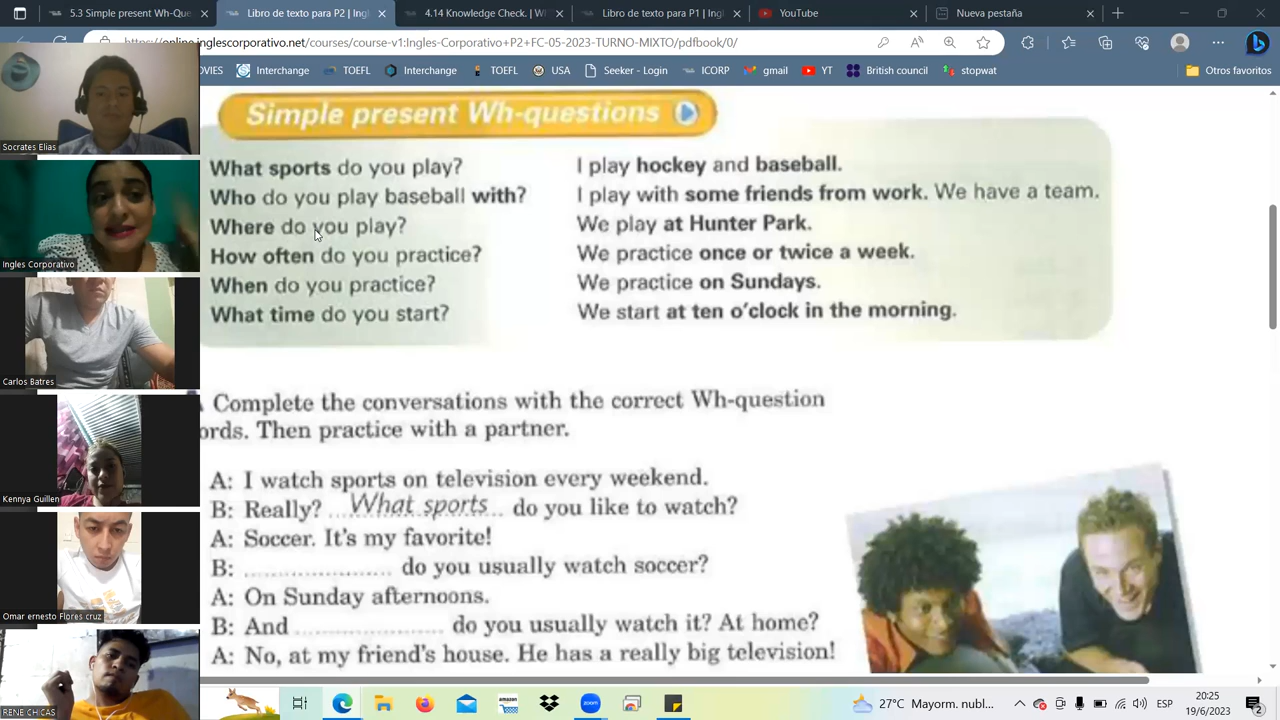 5.3 Simple Present Wh-Ques
Libro de texto para P2 | Ingl
4.14 Knowledge Check. | W
Libro de texto para P1 | Ingl
YouTube
Nueva pestaña
https://online.inglescorporativo.net/courses/course-v1:Ingles-Corporativo+P2+FC-05-2023-TURNO-MIXTO/pdfbook/0/
OVIES Interchange TOEFL Interchange TOEFL USA Seeker - Login ICORP gmail YT British council stopwat Otros favoritos
Simple present Wh-questions
What sports do you play? I play hockey and baseball.
Who do you play baseball with? I play with some friends from work. We have a team.
Where do you play? We play at Hunter Park.
How often do you practice? We practice once or twice a week.
When do you practice? We practice on Sundays.
What time do you start? We start at ten o'clock in the morning.
Complete the conversations with the correct Wh-question
ords. Then practice with a partner.
A: I watch sports on television every weekend.
B: Really? What sports do you like to watch?
A: Soccer. It's my favorite!
B: .................... do you usually watch soccer?
A: On Sunday afternoons.
B: And .................... do you usually watch it? At home?
A: No, at my friend's house. He has a really big television!
Socrates Elias
Ingles Corporativo
Carlos Batres
Kennya Guillen
Omar ernesto Flores cruz
RENE CHICAS
amazon
zoom
27°C Mayorm. nubl...
ESP
20:25
19/6/2023
2